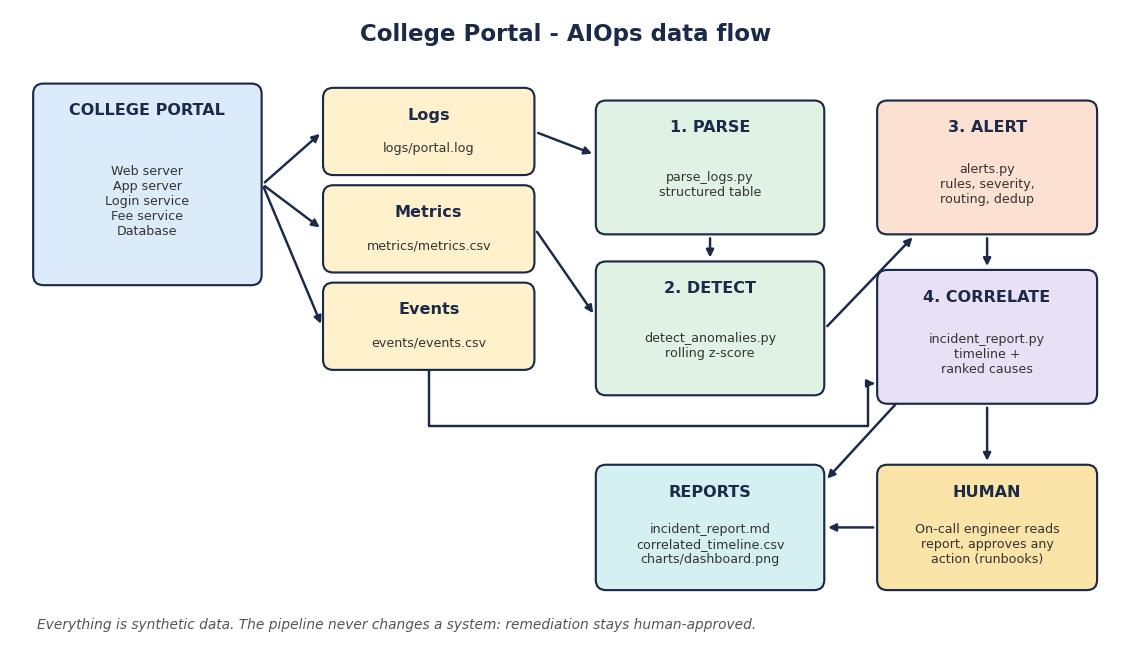 College Portal - AIOps data flow
COLLEGE PORTAL
Web server
App server
Login service
Fee service
Database
Logs
logs/portal.log
Metrics
metrics/metrics.csv
Events
events/events.csv
1. PARSE
parse_logs.py
structured table
2. DETECT
detect_anomalies.py
rolling z-score
3. ALERT
alerts.py
rules, severity,
routing, dedup
4. CORRELATE
incident_report.py
timeline +
ranked causes
REPORTS
incident_report.md
correlated_timeline.csv
charts/dashboard.png
HUMAN
On-call engineer reads
report, approves any
action (runbooks)
Everything is synthetic data. The pipeline never changes a system: remediation stays human-approved.